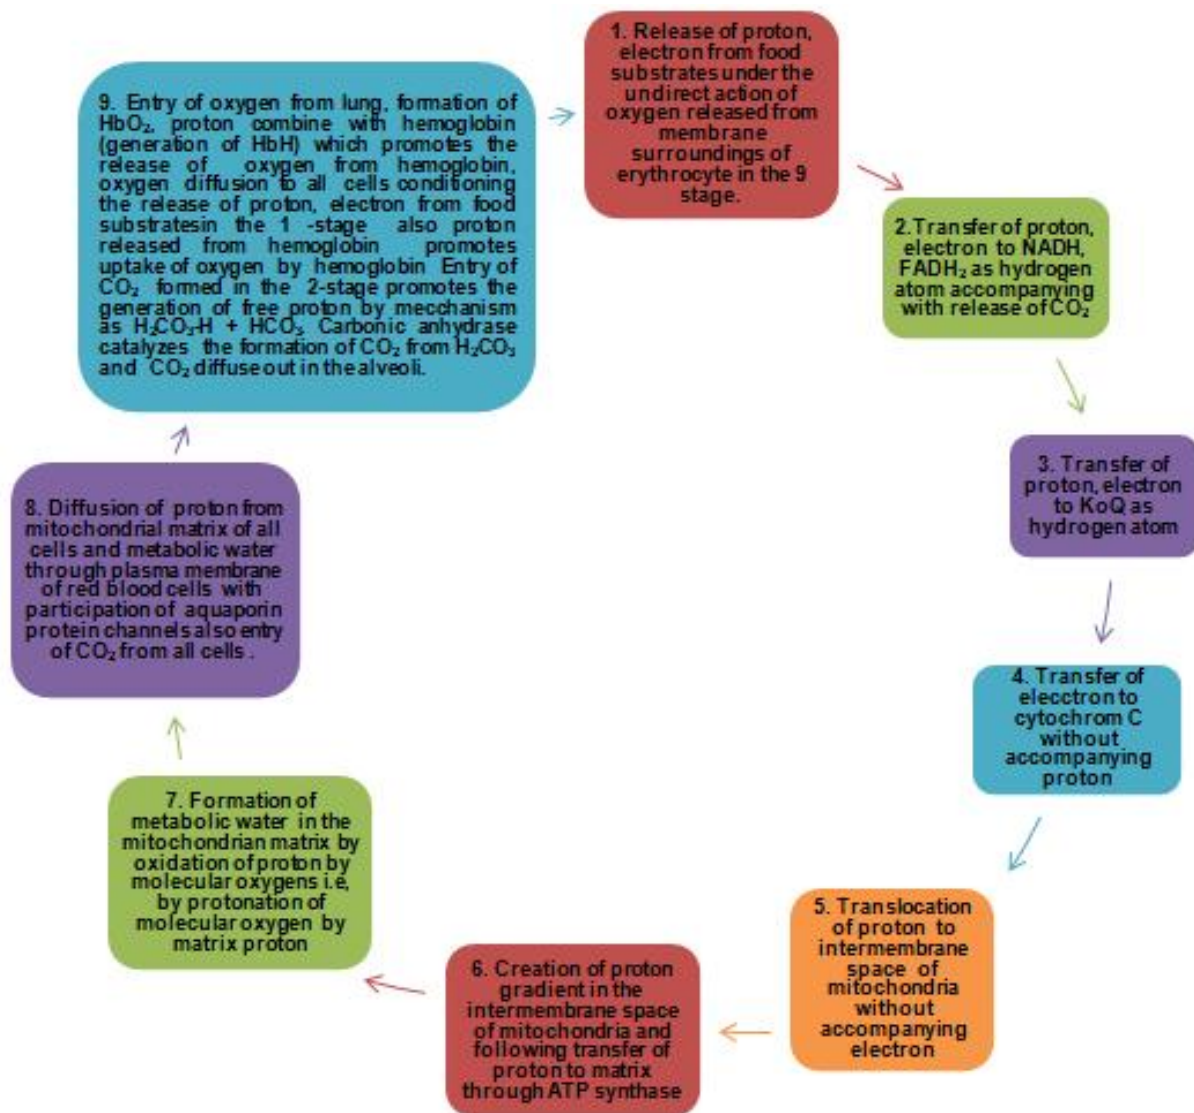 1. Release of proton,
electron from food
substrates under the
undirect action of
oxygen released from
membrane
surroundings of
erythrocyte in the 9
stage.
2.Transfer of proton,
electron to NADH,
FADH₂ as hydrogen
atom accompanying
with release of CO₂
3. Transfer of
proton, electron
to KoQ as
hydrogen atom
4. Transfer of
elecctron to
cytochrom C
without
accompanying
proton
5. Translocation
of proton to
intermembrane
space of
mitochondria
without
accompanying
electron
6. Creation of proton
gradient in the
intermembrane space
of mitochondria and
following transfer of
proton to matrix
through ATP synthase
7. Formation of
metabolic water in the
mitochondrian matrix by
oxidation of proton by
molecular oxygens i.e,
by protonation of
molecular oxygen by
matrix proton
8. Diffusion of proton from
mitochondrial matrix of all
cells and metabolic water
through plasma membrane
of red blood cells with
participation of aquaporin
protein channels also entry
of CO₂ from all cells .
9. Entry of oxygen from lung, formation of
HbO₂, proton combine with hemoglobin
(generation of HbH) which promotes the
release of oxygen from hemoglobin,
oxygen diffusion to all cells conditioning
the release of proton, electron from food
substratesin the 1 -stage also proton
released from hemoglobin promotes
uptake of oxygen by hemoglobin Entry of
CO₂ formed in the 2-stage promotes the
generation of free proton by mecchanism
as H₂CO₃-H + HCO₃ Carbonic anhydrase
catalyzes the formation of CO₂ from H₂CO₃
and CO₂ diffuse out in the alveoli.